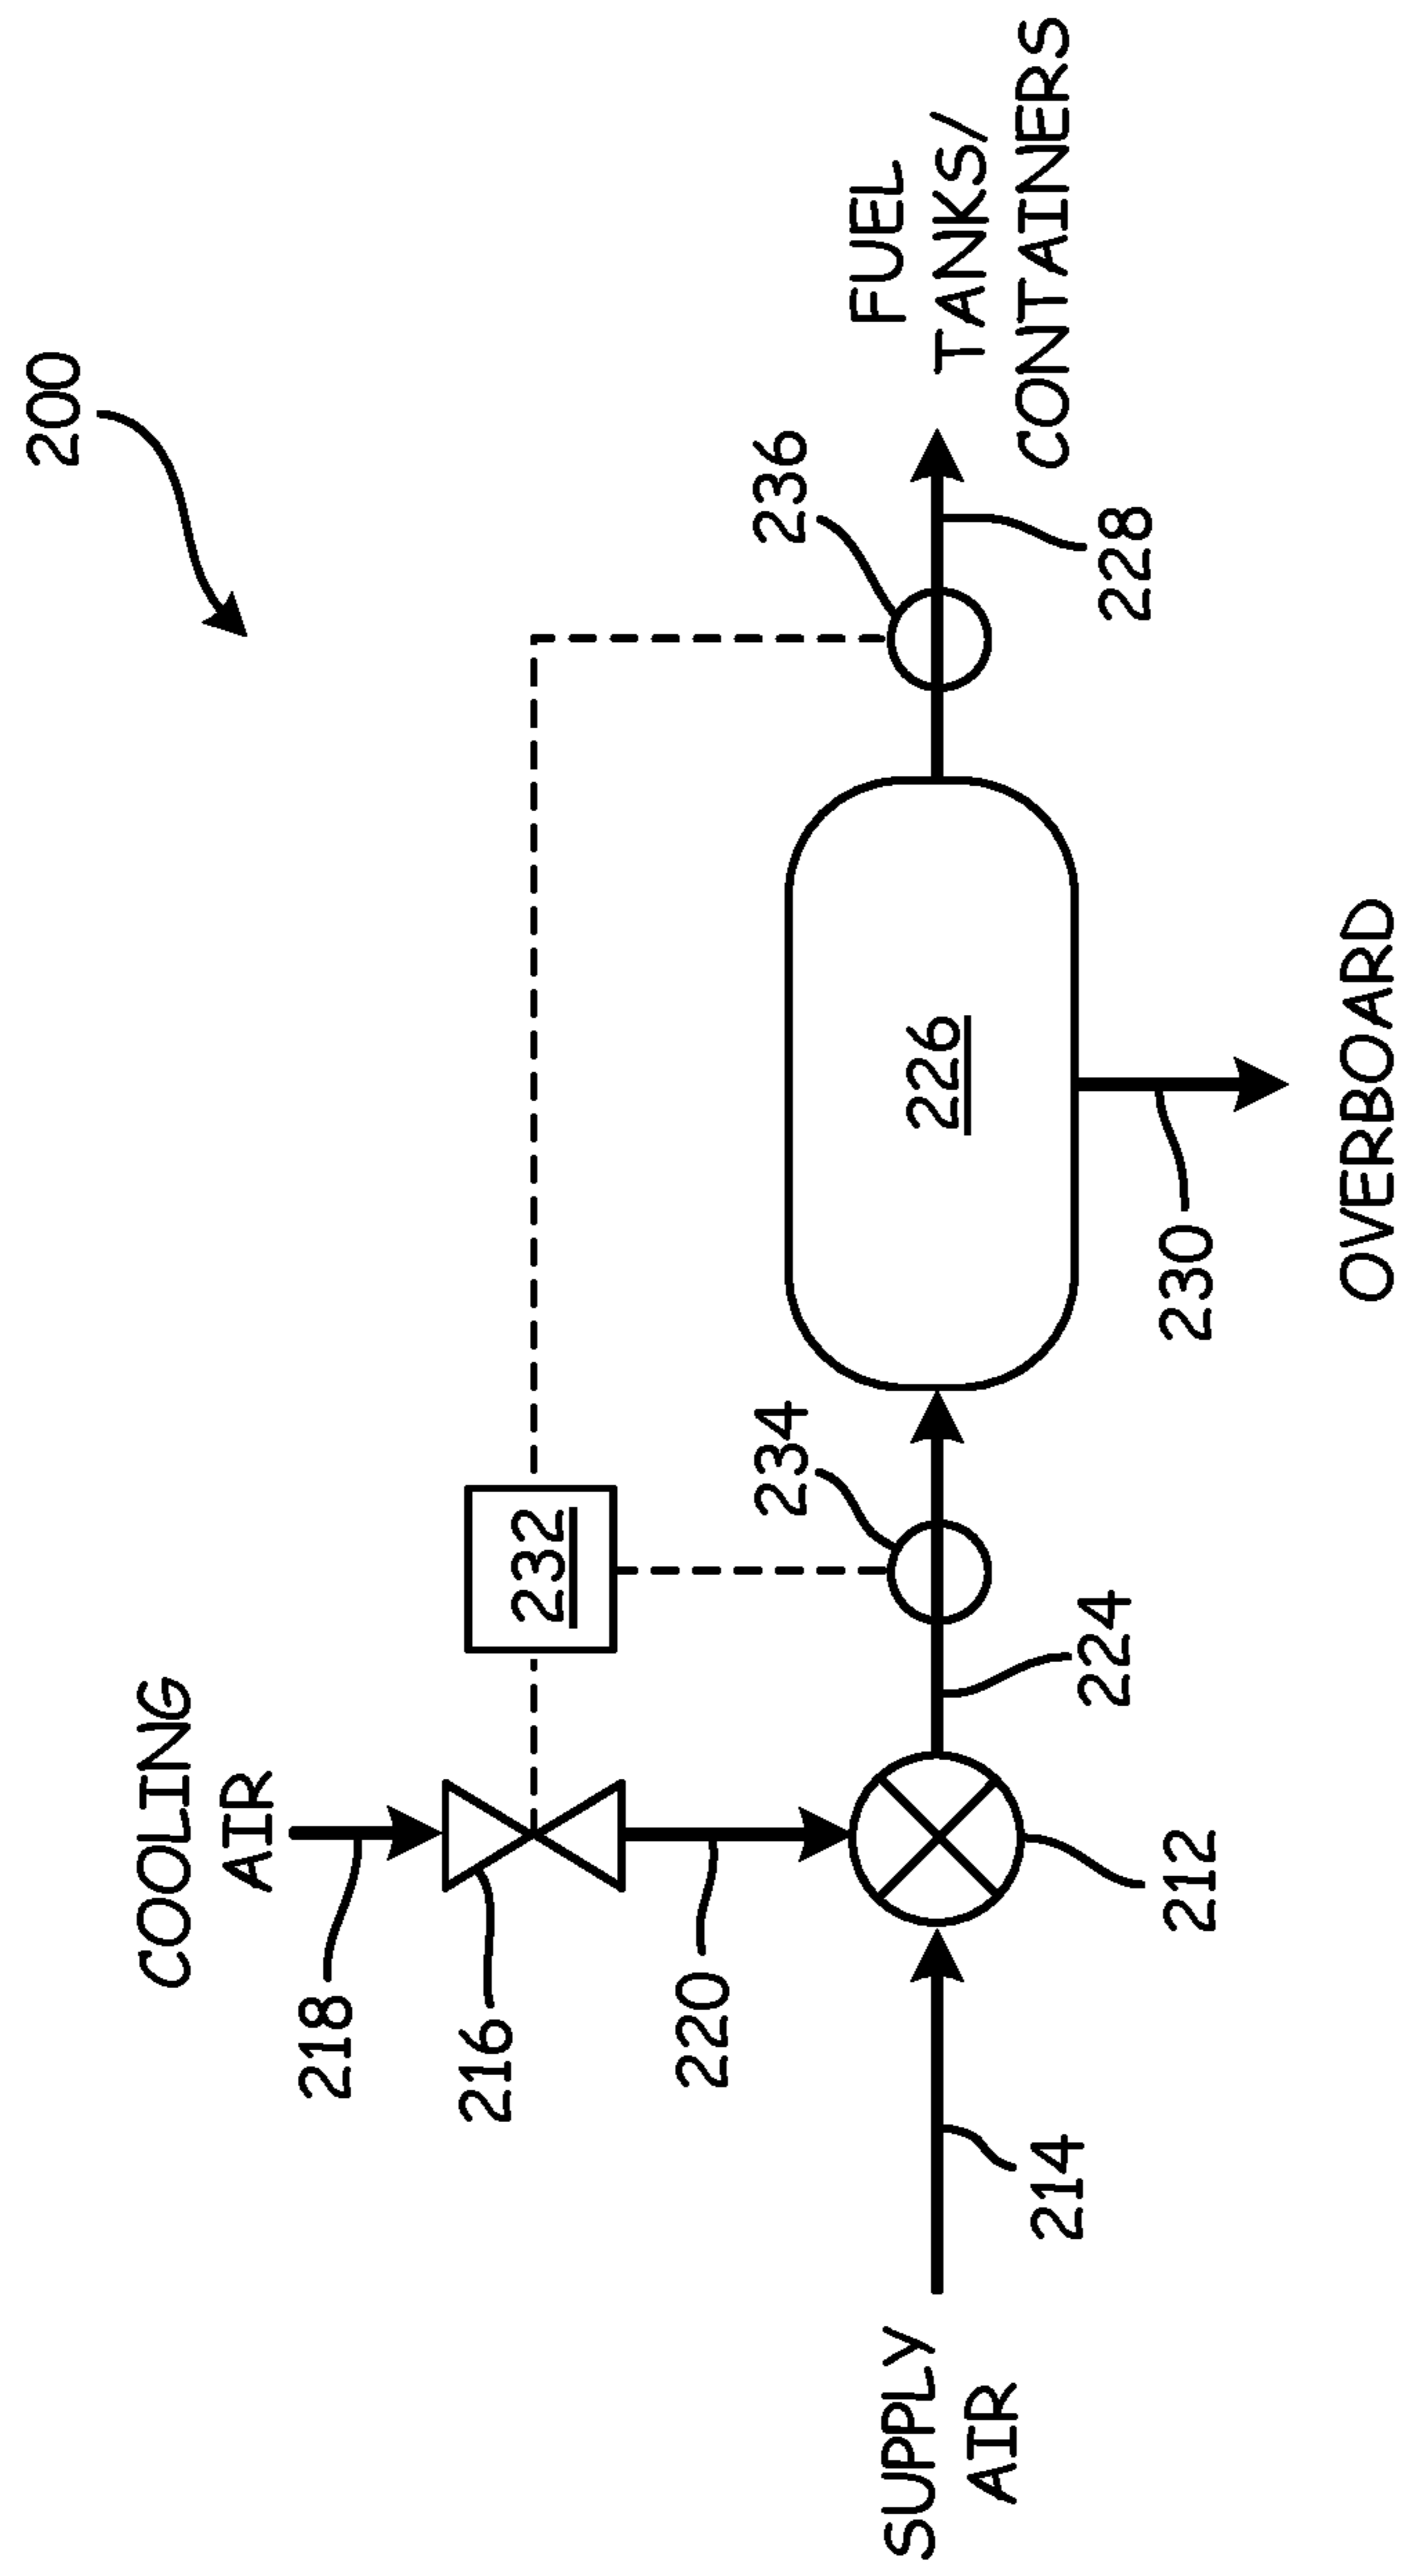 200
COOLING
AIR
218
216
220
232
234
236
FUEL
TANKS/
CONTAINERS
226
228
224
230
212
214
SUPPLY
AIR
OVERBOARD